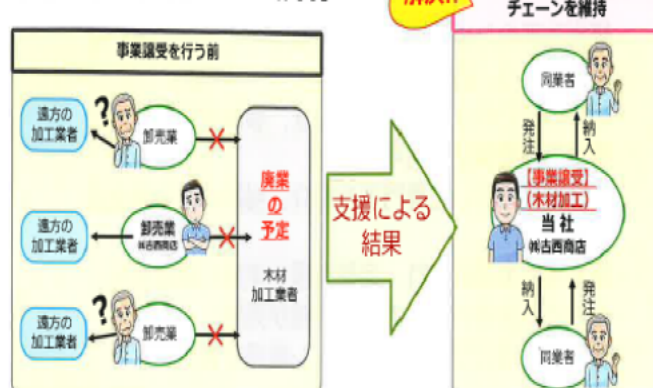 解決!!
チェーンを維持
事業譲受を行う前
遠方の
加工業者
?
卸売業
遠方の
加工業者
卸売業
㈱古西商店
遠方の
加工業者
?
卸売業
廃業
の
予定
木材
加工業者
支援による
結果
同業者
発注
納入
【事業譲受】
(木材加工)
当社
㈱古西商店
納入
発注
同業者